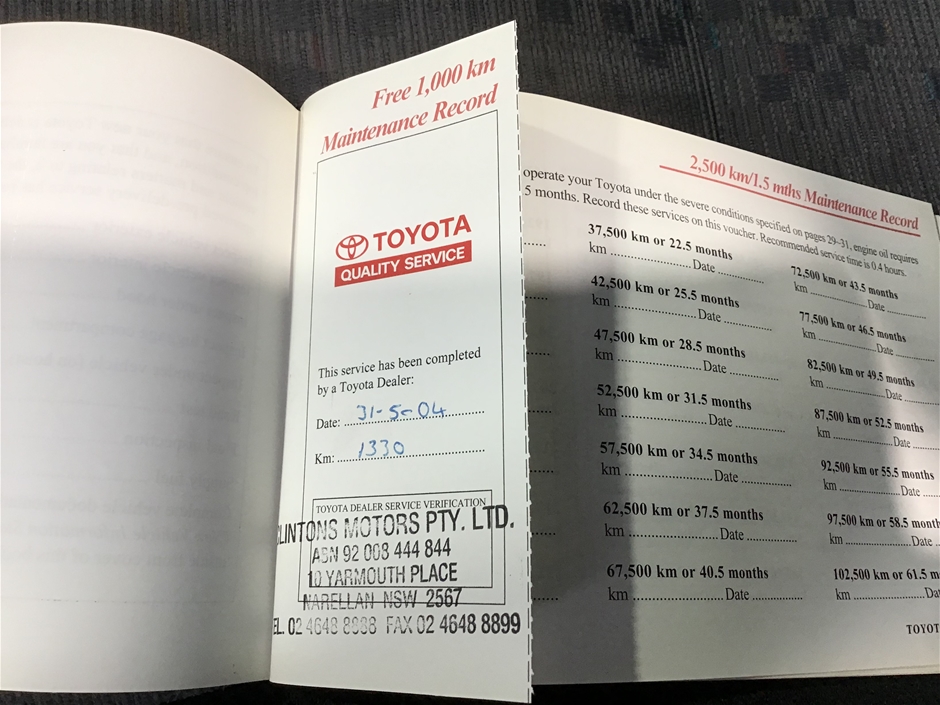 Free 1,000 km
Maintenance Record
TOYOTA
QUALITY SERVICE
This service has been completed
by a Toyota Dealer:
Date: 31-5-04
Km: 1330
TOYOTA DEALER SERVICE VERIFICATION
LINTONS MOTORS PTY. LTD.
ABN 92 008 444 844
10 YARMOUTH PLACE
NARELLAN NSW 2567
EL. 02 4648 8888 FAX 02 4648 8899
2,500 km/1.5 mths Maintenance Record
operate your Toyota under the severe conditions specified on pages 29–31, engine oil requires
5 months. Record these services on this voucher. Recommended service time is 0.4 hours.
37,500 km or 22.5 months
km ........................Date ..............
42,500 km or 25.5 months
km ........................Date ..............
47,500 km or 28.5 months
km ........................Date ..............
52,500 km or 31.5 months
km ........................Date ..............
57,500 km or 34.5 months
km ........................Date ..............
62,500 km or 37.5 months
km ........................Date ..............
67,500 km or 40.5 months
km ........................Date ..............
72,500 km or 43.5 months
km ....................Date ..............
77,500 km or 46.5 months
km ....................Date ..............
82,500 km or 49.5 months
km ....................Date ..............
87,500 km or 52.5 months
km ....................Date ..............
92,500 km or 55.5 months
km ....................Date ..............
97,500 km or 58.5 month
km ....................Date ..
102,500 km or 61.5 m
km ....................Da
TOYOT